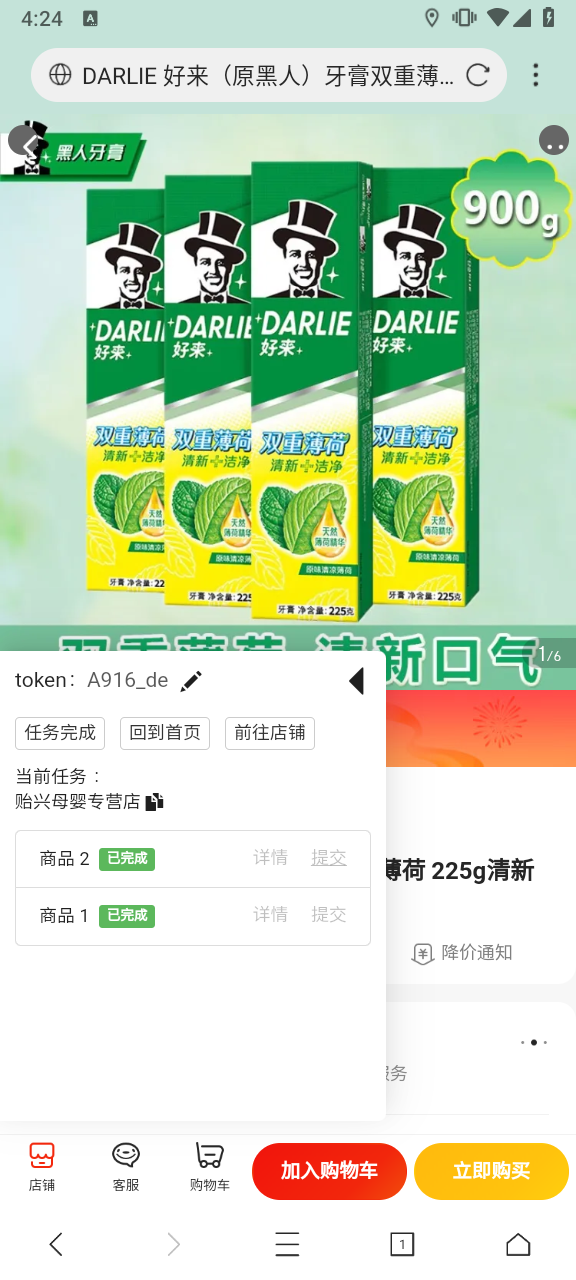 4:24
DARLIE 好来（原黑人）牙膏双重薄...
黑人牙膏
900g
DARLIE
好来
双重薄荷
清新+洁净
天然
薄荷精华
原味清凉薄荷
牙膏 净含量:225克
1/6
新口气
token: A916_de
任务完成
回到首页
前往店铺
当前任务：
贻兴母婴专营店
商品 2 已完成 详情 提交
商品 1 已完成 详情 提交
薄荷 225g清新
降价通知
服务
店铺
客服
购物车
加入购物车
立即购买
1